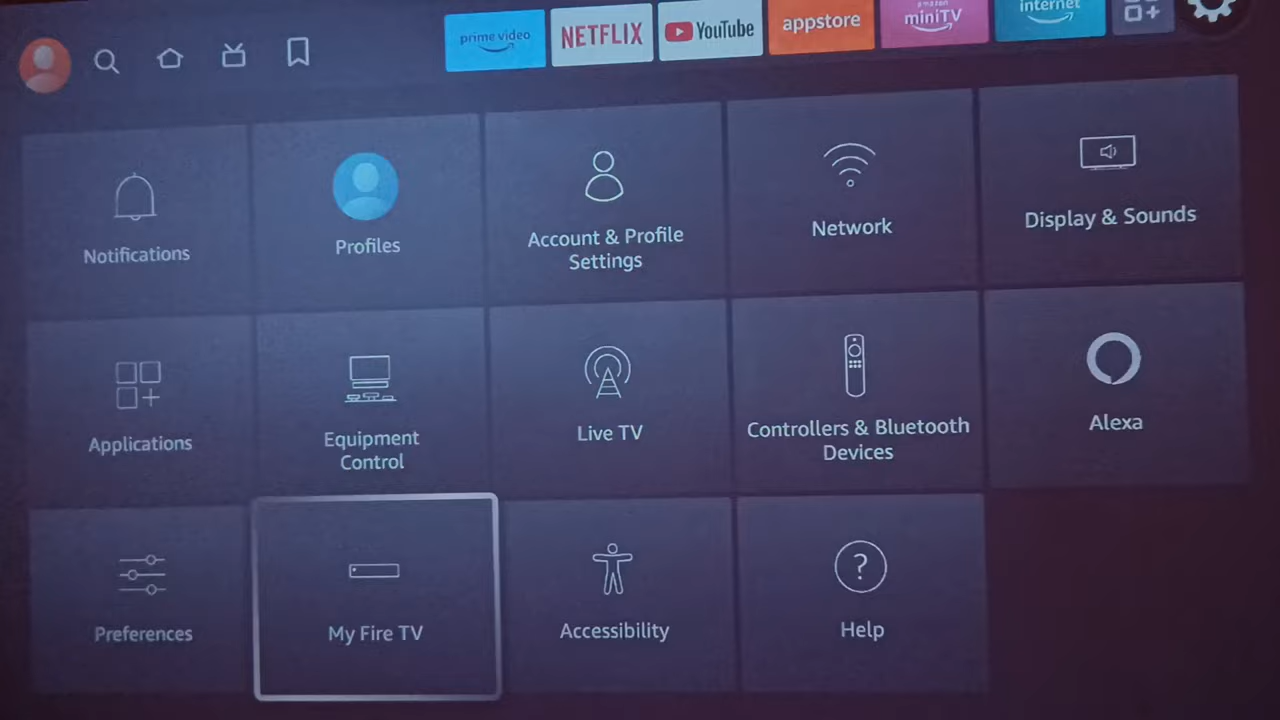 prime video
NETFLIX
YouTube
appstore
amazon
miniTV
internet
Notifications
Profiles
Account & Profile
Settings
Network
Display & Sounds
Applications
Equipment
Control
Live TV
Controllers & Bluetooth
Devices
Alexa
Preferences
My Fire TV
Accessibility
?
Help